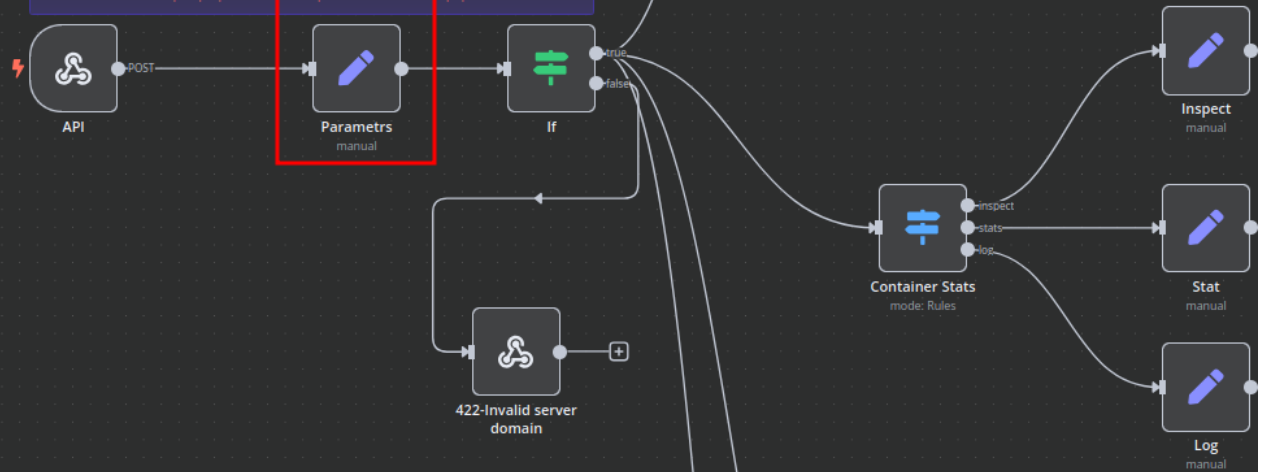 API
POST
Parametrs
manual
If
true
false
422-Invalid server
domain
Container Stats
mode: Rules
inspect
stats
log
Inspect
manual
Stat
manual
Log
manual